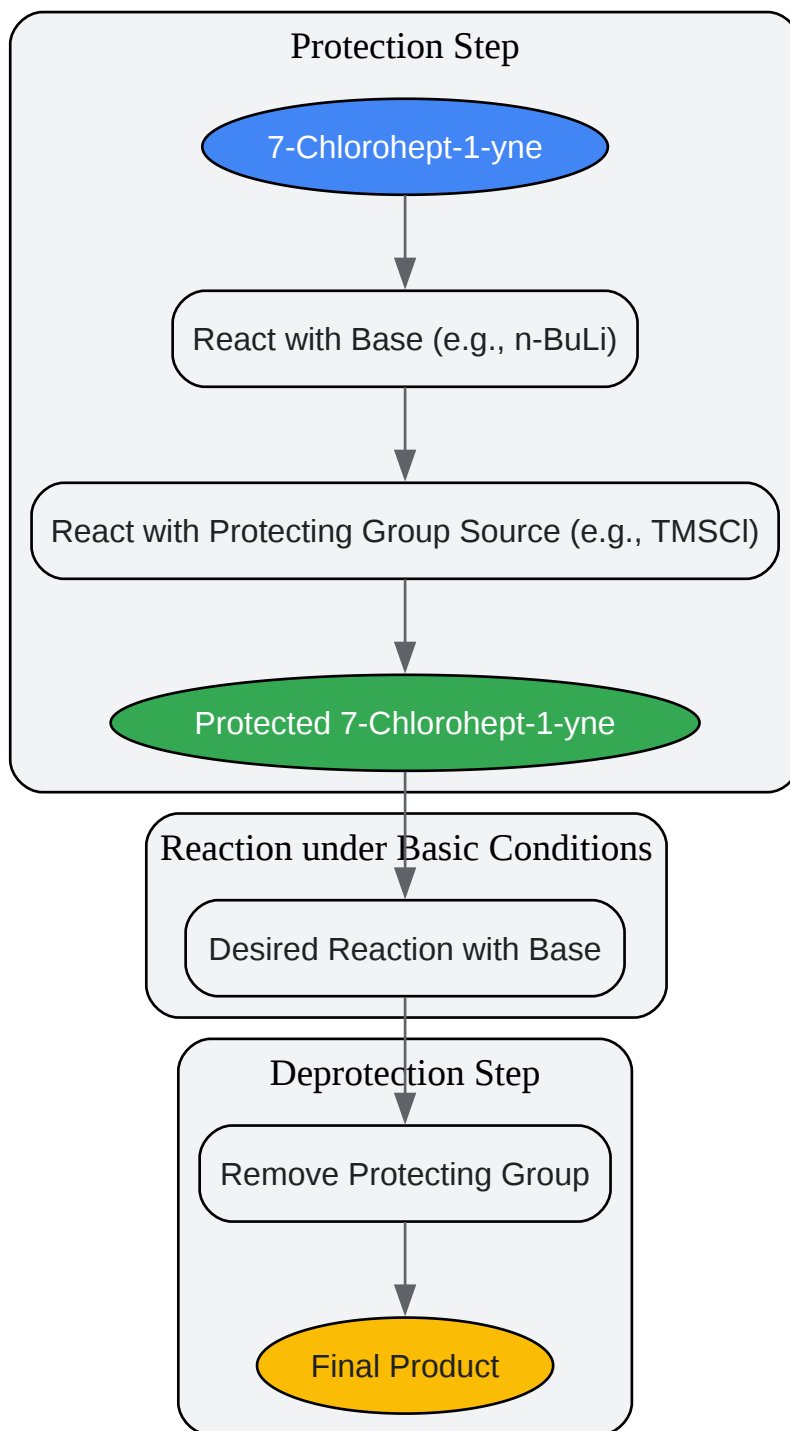 Protection Step
7-Chlorohept-1-yne
React with Base (e.g., n-BuLi)
React with Protecting Group Source (e.g., TMSCl)
Protected 7-Chlorohept-1-yne
Reaction under Basic Conditions
Desired Reaction with Base
Deprotection Step
Remove Protecting Group
Final Product